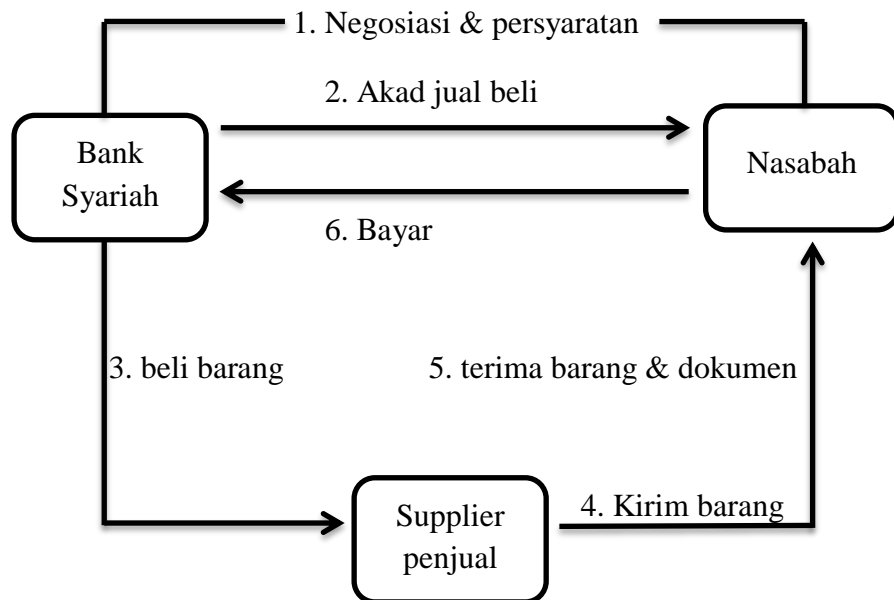 1. Negosiasi & persyaratan
2. Akad jual beli
Bank
Syariah
Nasabah
6. Bayar
3. beli barang
5. terima barang & dokumen
Supplier
penjual
4. Kirim barang